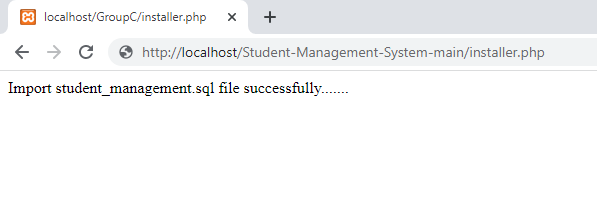 localhost/GroupC/installer.php
http://localhost/Student-Management-System-main/installer.php
Import student_management.sql file successfully.......